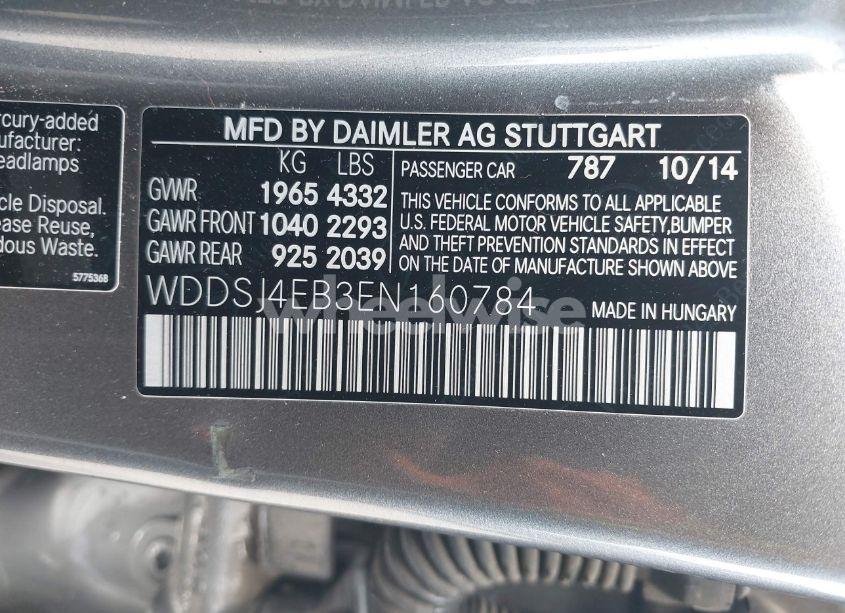 rcury-added
nufacturer:
eadlamps
cle Disposal.
ease Reuse,
dous Waste.
5775368
MFD BY DAIMLER AG STUTTGART
KG LBS
GVWR 1965 4332
GAWR FRONT 1040 2293
GAWR REAR 925 2039
PASSENGER CAR 787 10/14
THIS VEHICLE CONFORMS TO ALL APPLICABLE
U.S. FEDERAL MOTOR VEHICLE SAFETY,BUMPER
AND THEFT PREVENTION STANDARDS IN EFFECT
ON THE DATE OF MANUFACTURE SHOWN ABOVE
WDDSJ4EB3EN160784
MADE IN HUNGARY
wheelwise